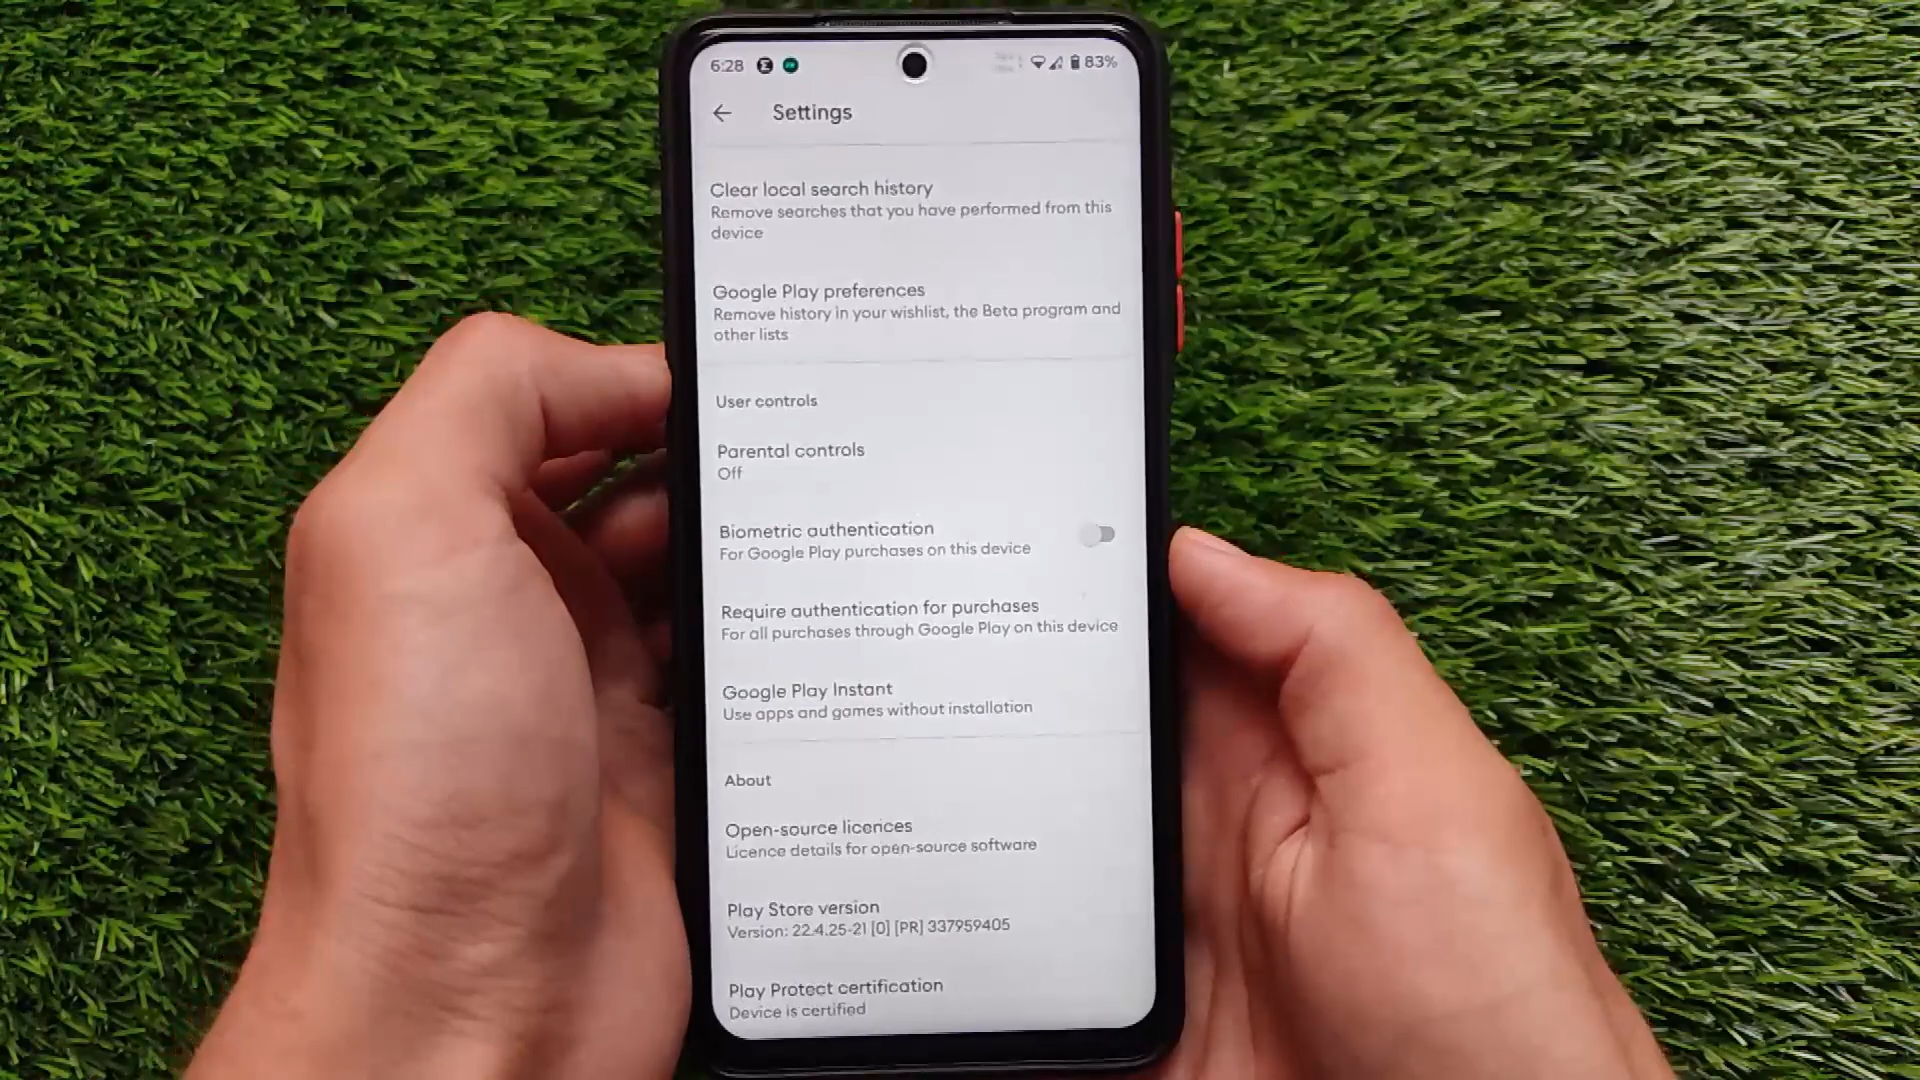 6:28
83%
Settings
Clear local search history
Remove searches that you have performed from this
device
Google Play preferences
Remove history in your wishlist, the Beta program and
other lists
User controls
Parental controls
Off
Biometric authentication
For Google Play purchases on this device
Require authentication for purchases
For all purchases through Google Play on this device
Google Play Instant
Use apps and games without installation
About
Open-source licences
Licence details for open-source software
Play Store version
Version: 22.4.25-21 [0] [PR] 337959405
Play Protect certification
Device is certified